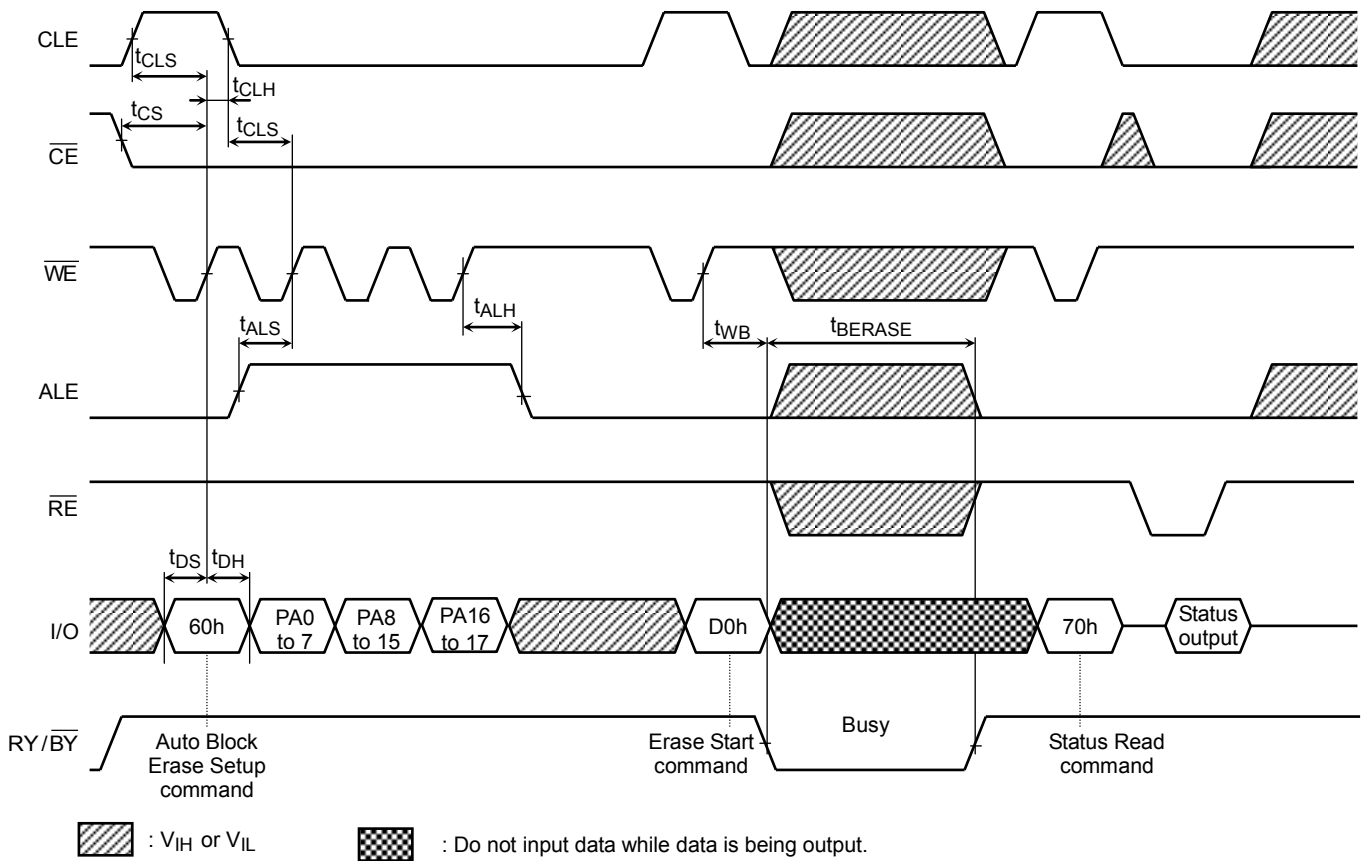 CLE
tCLS
tCLH
tCS
tCLS
CE
WE
tALS
tALH
tWB
tBERASE
ALE
RE
tDS
tDH
I/O
60h
PA0
to 7
PA8
to 15
PA16
to 17
D0h
70h
Status
output
RY/BY
Auto Block
Erase Setup
command
Erase Start
command
Busy
Status Read
command
: VIH or VIL
: Do not input data while data is being output.